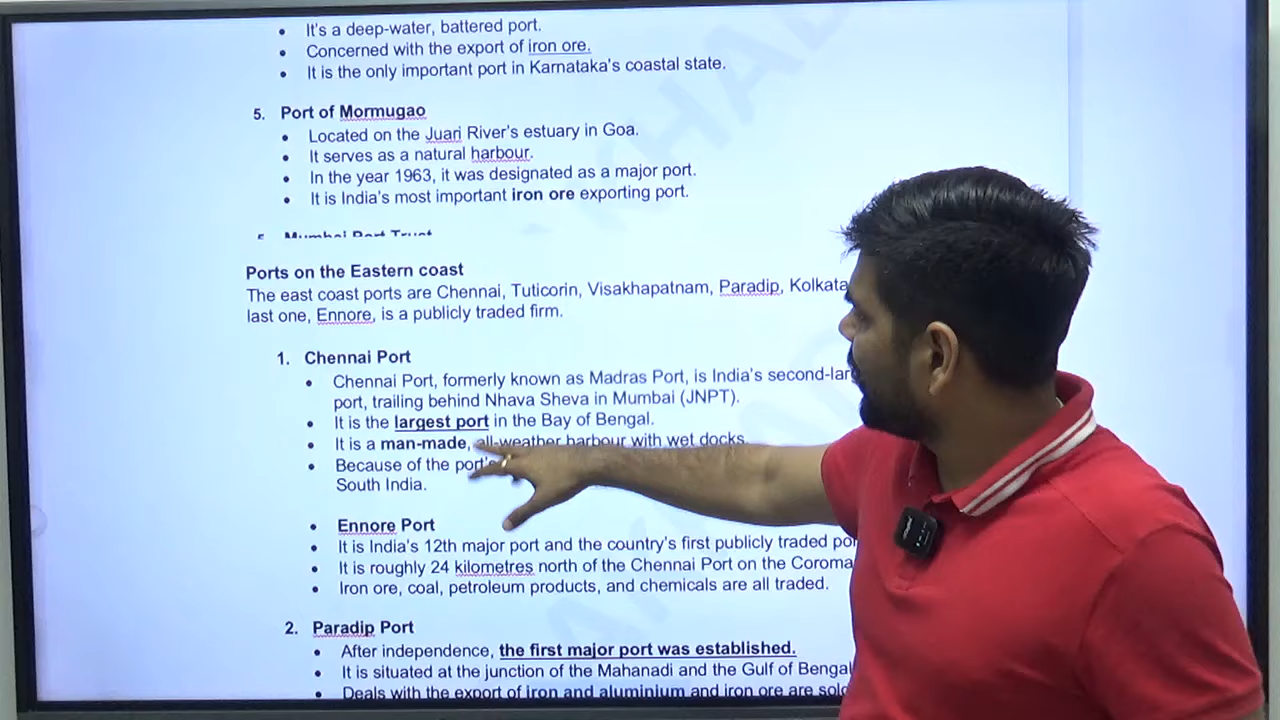 • It's a deep-water, battered port.
• Concerned with the export of iron ore.
• It is the only important port in Karnataka's coastal state.
5. Port of Mormugao
• Located on the Juari River's estuary in Goa.
• It serves as a natural harbour.
• In the year 1963, it was designated as a major port.
• It is India's most important iron ore exporting port.
Mumbai Port Trust
Ports on the Eastern coast
The east coast ports are Chennai, Tuticorin, Visakhapatnam, Paradip, Kolkata
last one, Ennore, is a publicly traded firm.
1. Chennai Port
• Chennai Port, formerly known as Madras Port, is India's
port, trailing behind Nhava Sheva in Mumbai (JNPT).
• It is the largest port in the Bay of Bengal.
• It is a man-made, all-weather harbour with wet docks.
• Because of the port's
South India.
• Ennore Port
• It is India's 12th major port and the country's first publicly traded
• It is roughly 24 kilometres north of the Chennai Port on the
• Iron ore, coal, petroleum products, and chemicals are all traded.
2. Paradip Port
• After independence, the first major port was established.
• It is situated at the junction of the Mahanadi and the Gulf of Bengal
• Deals with the export of iron and aluminium and iron ore are